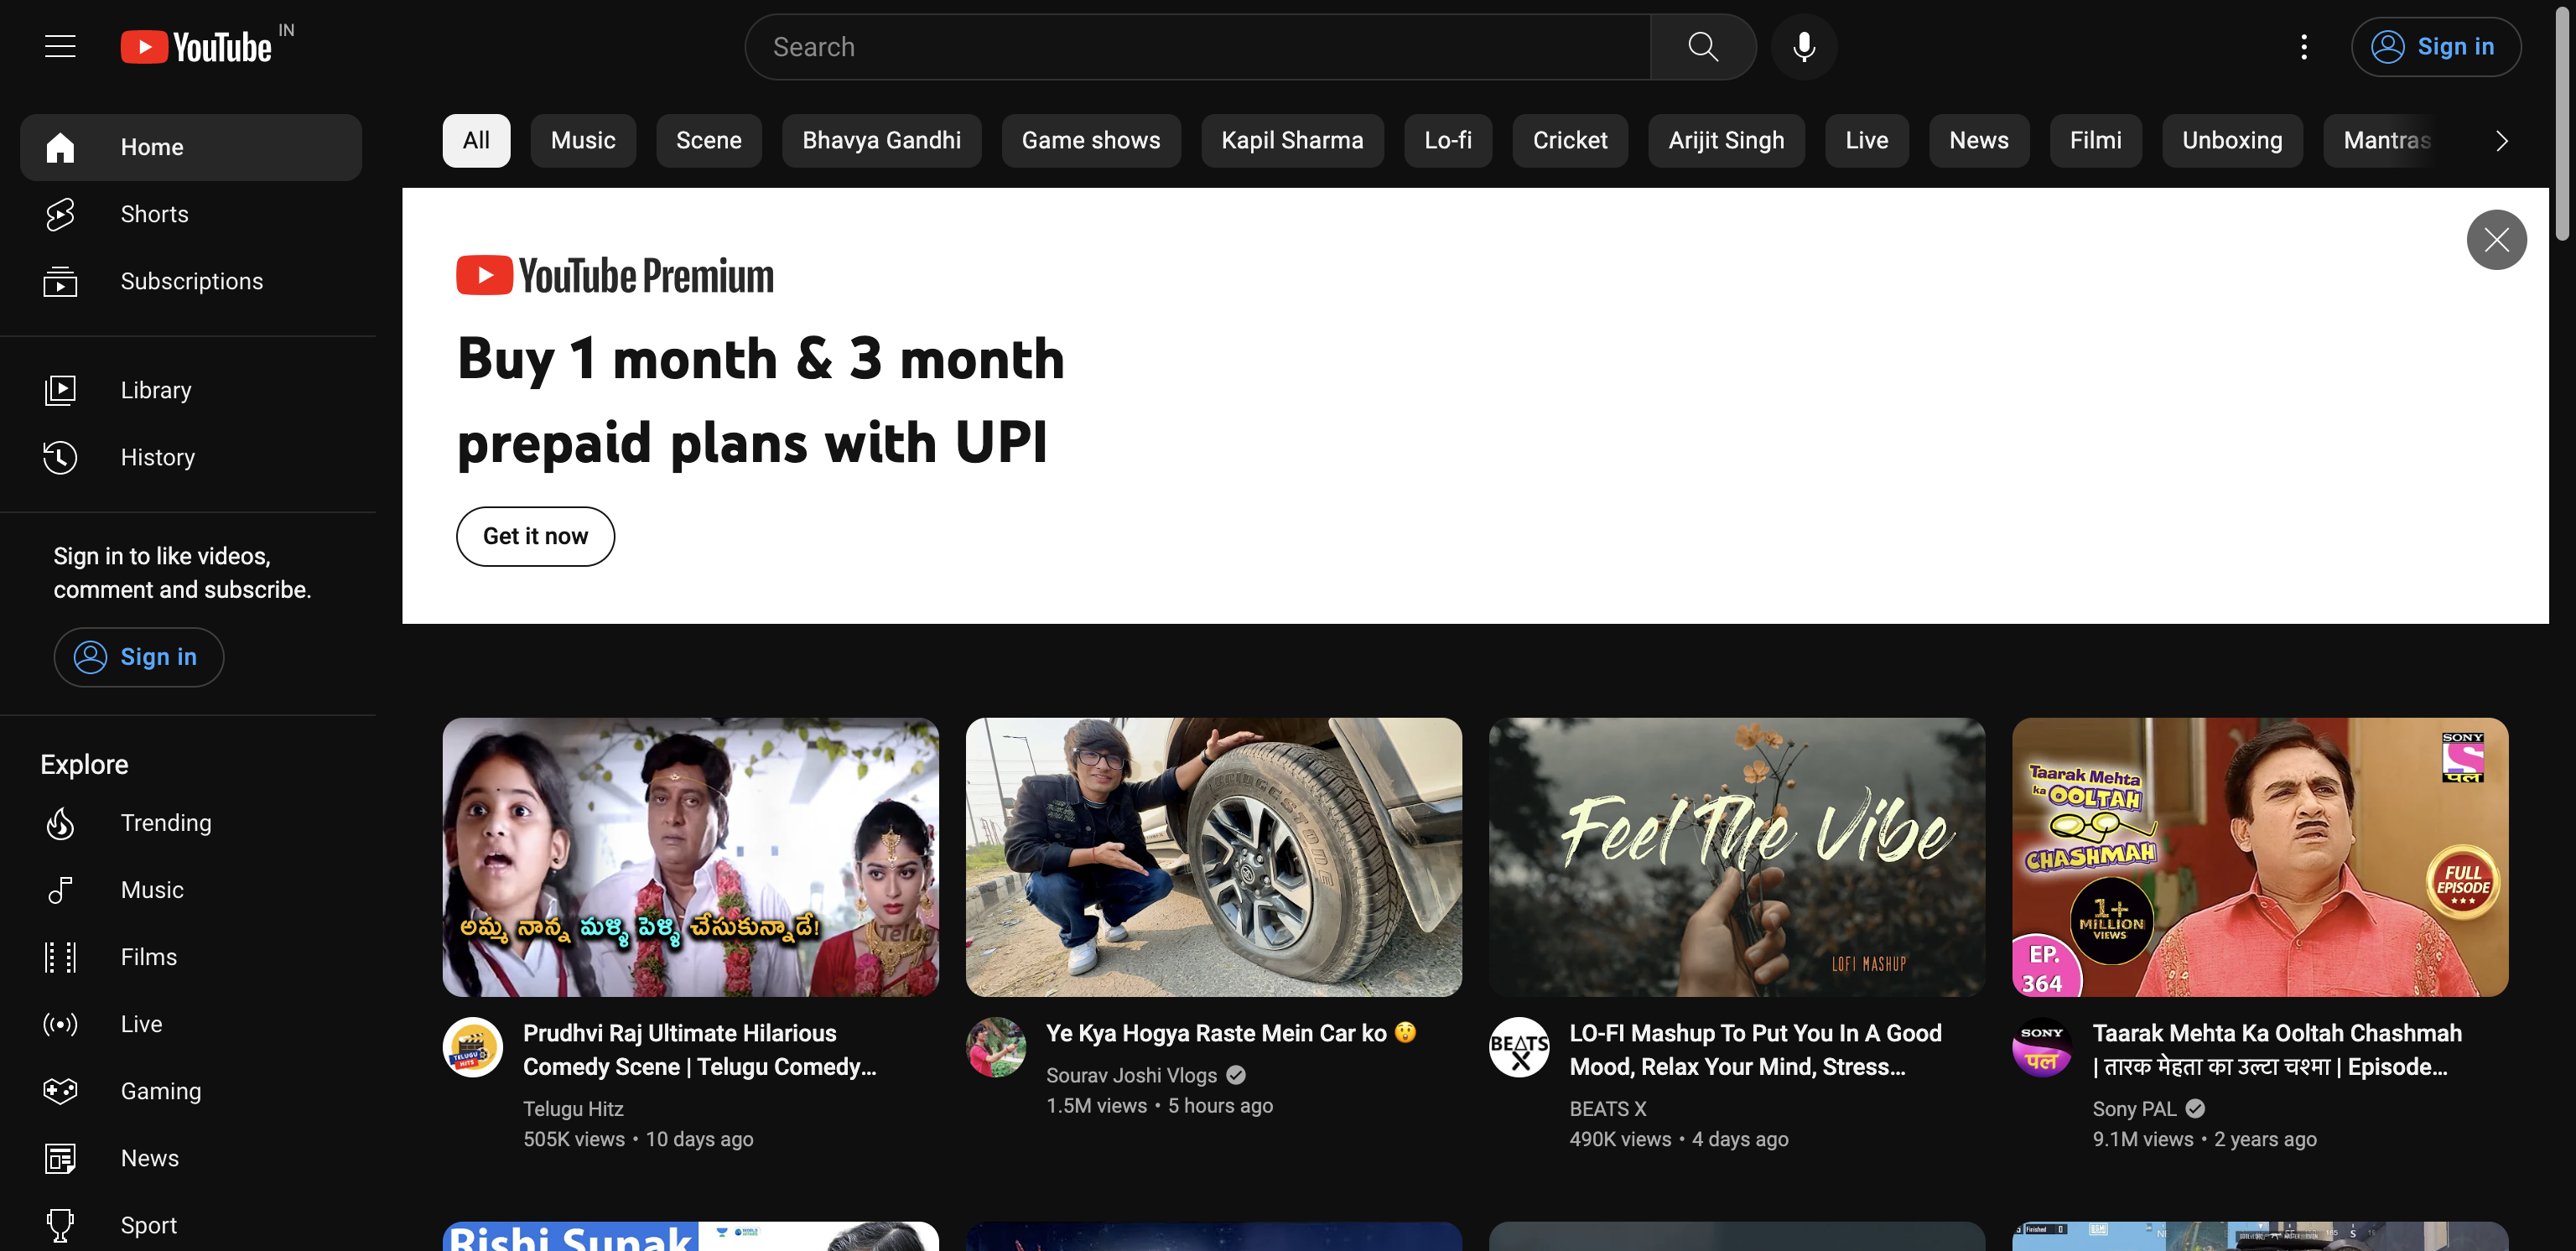 YouTube IN
Search
Sign in
Home
Shorts
Subscriptions
Library
History
Sign in to like videos,
comment and subscribe.
Sign in
Explore
Trending
Music
Films
Live
Gaming
News
Sport
All Music Scene Bhavya Gandhi Game shows Kapil Sharma Lo-fi Cricket Arijit Singh Live News Filmi Unboxing Mantras
YouTube Premium
Buy 1 month & 3 month
prepaid plans with UPI
Get it now
అమ్మ నాన్న మళ్ళి పెళ్ళి చేసుకున్నాడే!
Telug
TELUGU
HITS
Prudhvi Raj Ultimate Hilarious
Comedy Scene | Telugu Comedy...
Telugu Hitz
505K views • 10 days ago
BRIDGESTONE
Ye Kya Hogya Raste Mein Car ko 😲
Sourav Joshi Vlogs
1.5M views • 5 hours ago
Feel The Vibe
LOFI MASHUP
BEATS
X
LO-FI Mashup To Put You In A Good
Mood, Relax Your Mind, Stress...
BEATS X
490K views • 4 days ago
SONY
S
पल
Taarak Mehta
ka OOLTAH
CHASHMAH
1+
MILLION
VIEWS
FULL
EPISODE
EP.
364
SONY
पल
Taarak Mehta Ka Ooltah Chashmah
| तारक मेहता का उल्टा चश्मा | Episode...
Sony PAL
9.1M views • 2 years ago
Rishi Sunak
Finished